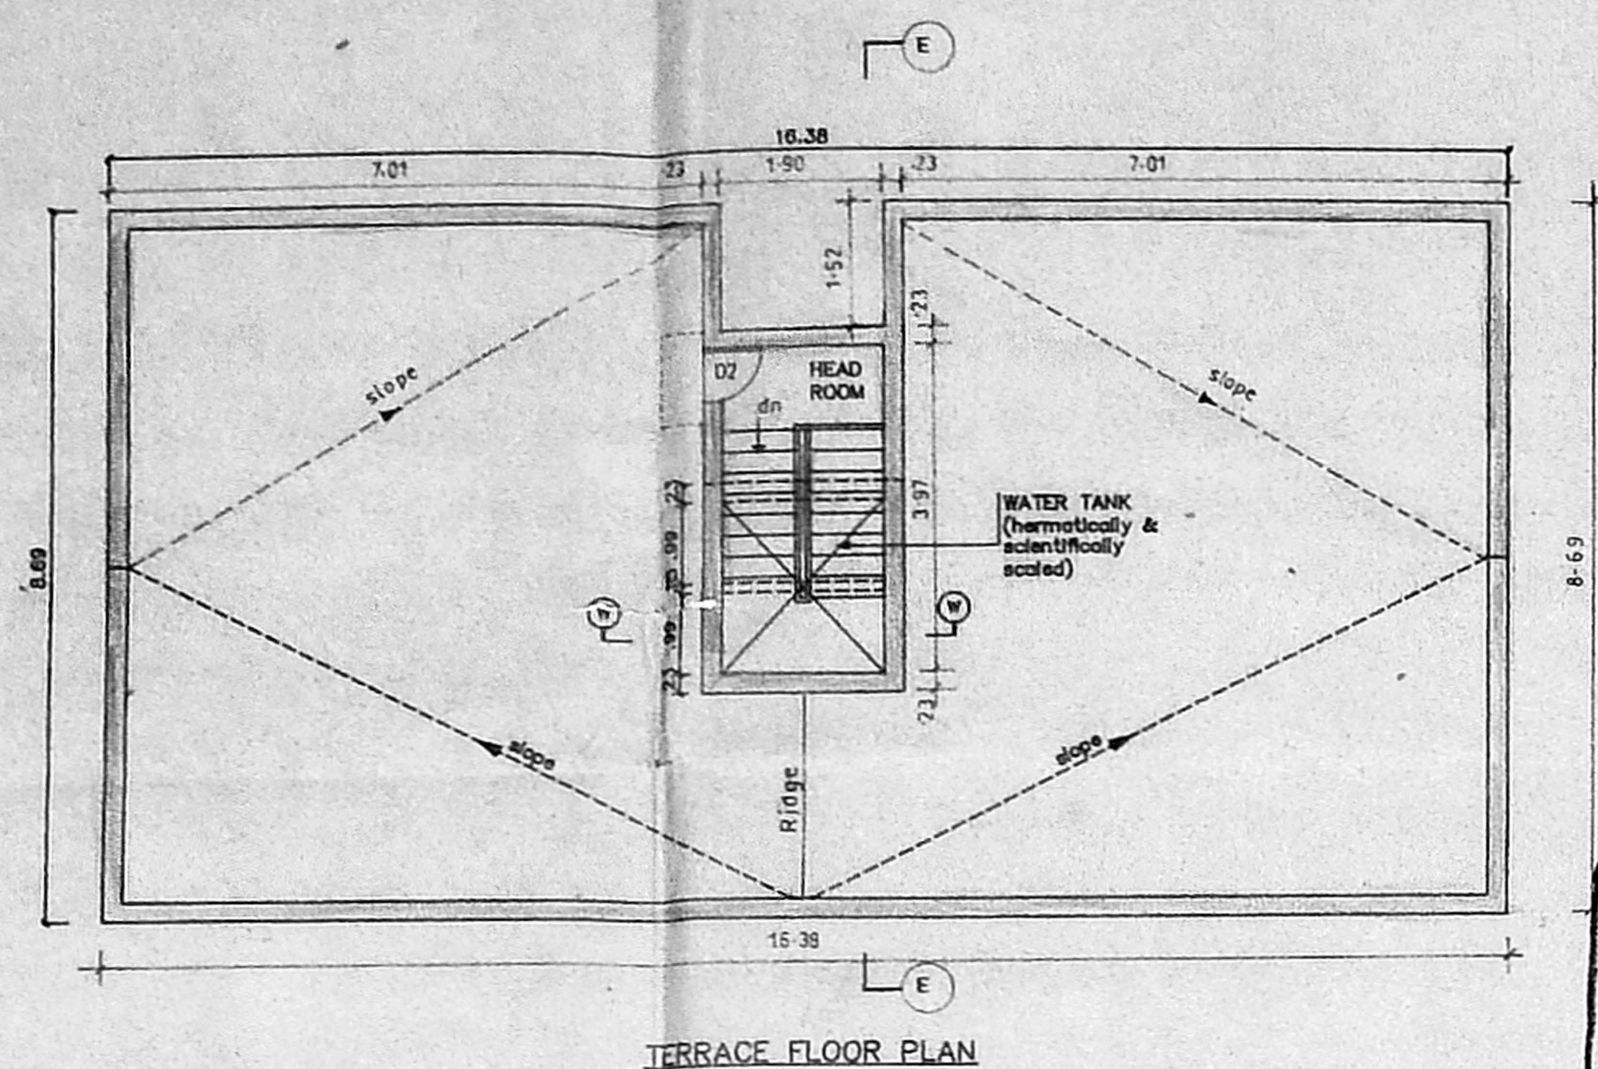 E
16.38
7.01
.23
1.90
.23
7.01
1.52
.23
slope
slope
D2
HEAD
ROOM
dn
WATER TANK
(hermatically &
scientifically
scaled)
3.97
.23
.99
.99
.23
.23
8.69
8.69
W
W
slope
slope
Ridge
16.38
E
TERRACE FLOOR PLAN